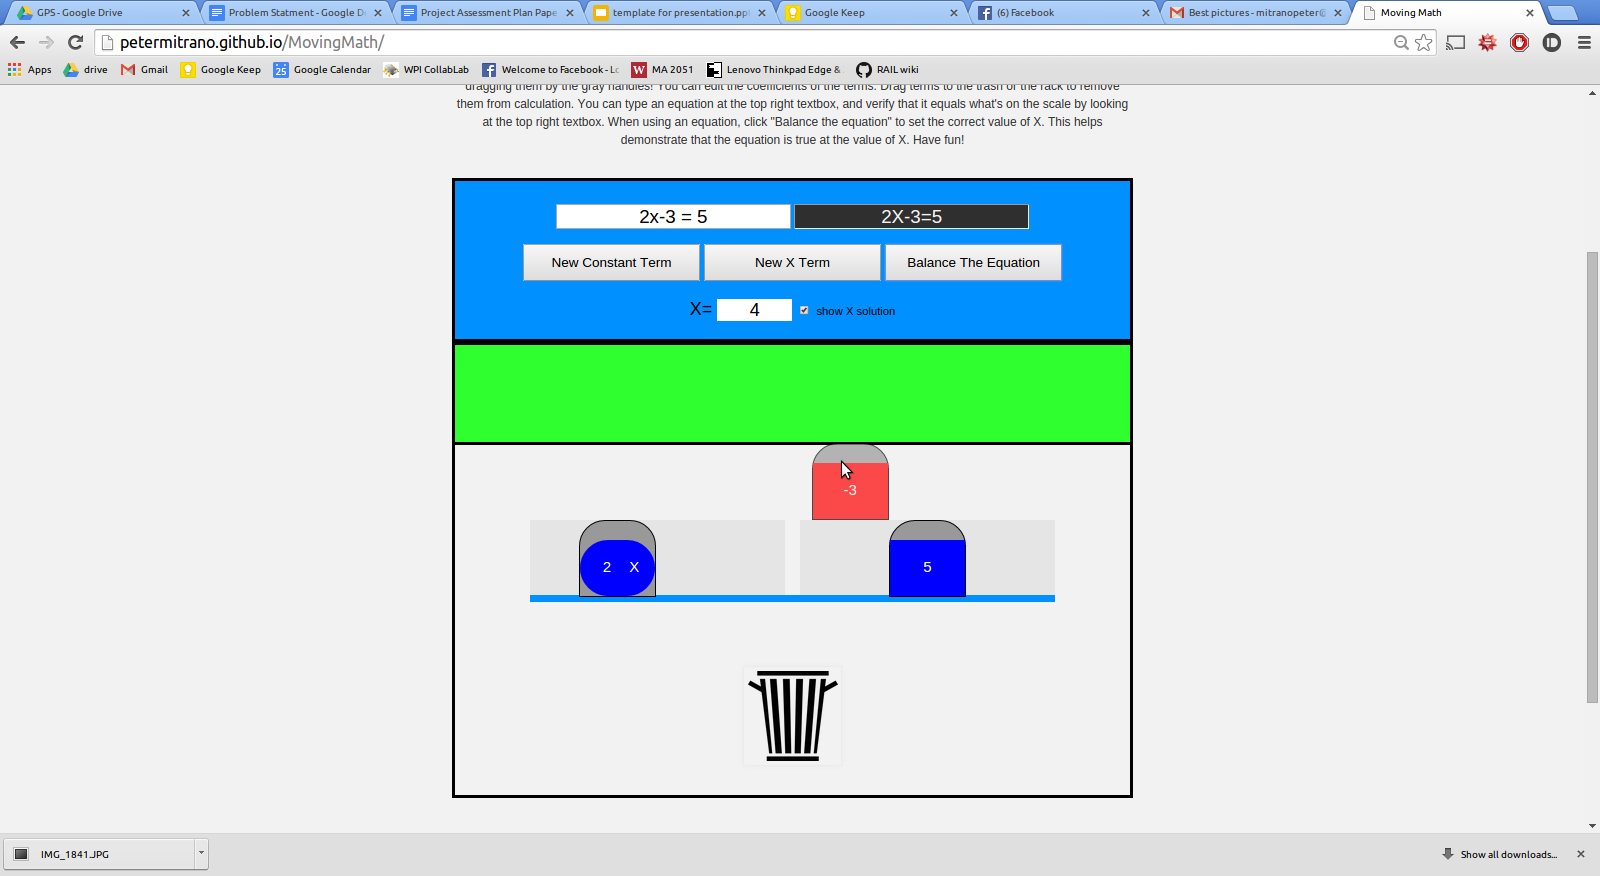 GPS - Google Drive
Problem Statment - Google D
Project Assessment Plan Pape
template for presentation.ppt
Google Keep
(6) Facebook
Best pictures - mitranopeter@
Moving Math
petermitrano.github.io/MovingMath/
Apps
drive
Gmail
Google Keep
Google Calendar
WPI CollabLab
Welcome to Facebook - Lo
MA 2051
Lenovo Thinkpad Edge &
RAIL wiki
dragging them by the gray handles! You can edit the coefficients of the terms. Drag terms to the trash or the rack to remove
them from calculation. You can type an equation at the top right textbox, and verify that it equals what's on the scale by looking
at the top right textbox. When using an equation, click "Balance the equation" to set the correct value of X. This helps
demonstrate that the equation is true at the value of X. Have fun!
2x-3 = 5
2X-3=5
New Constant Term
New X Term
Balance The Equation
X=
4
show X solution
-3
2 X
5
IMG_1841.JPG
Show all downloads...